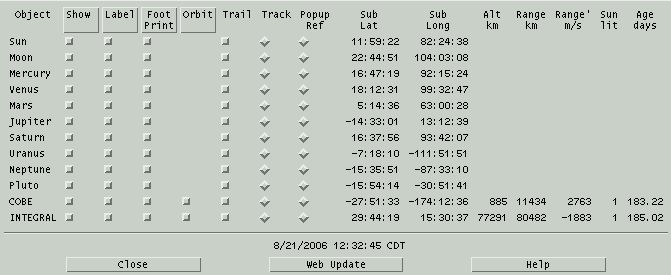 Object Show Label Foot Print Orbit Trail Track Popup Ref Sub Lat Sub Long Alt km Range km Range' m/s Sun lit Age days
Sun 11:59:22 82:24:38
Moon 22:44:51 104:03:08
Mercury 16:47:19 92:15:24
Venus 18:12:31 99:32:47
Mars 5:14:36 63:00:28
Jupiter -14:33:01 13:12:39
Saturn 16:37:56 93:42:07
Uranus -7:18:10 -111:51:51
Neptune -15:35:51 -87:33:10
Pluto -15:54:14 -30:51:41
COBE -27:51:33 -174:12:36 885 11434 2763 1 183.22
INTEGRAL 29:44:19 15:30:37 77291 80482 -1883 1 185.02
8/21/2006 12:32:45 CDT
Close Web Update Help